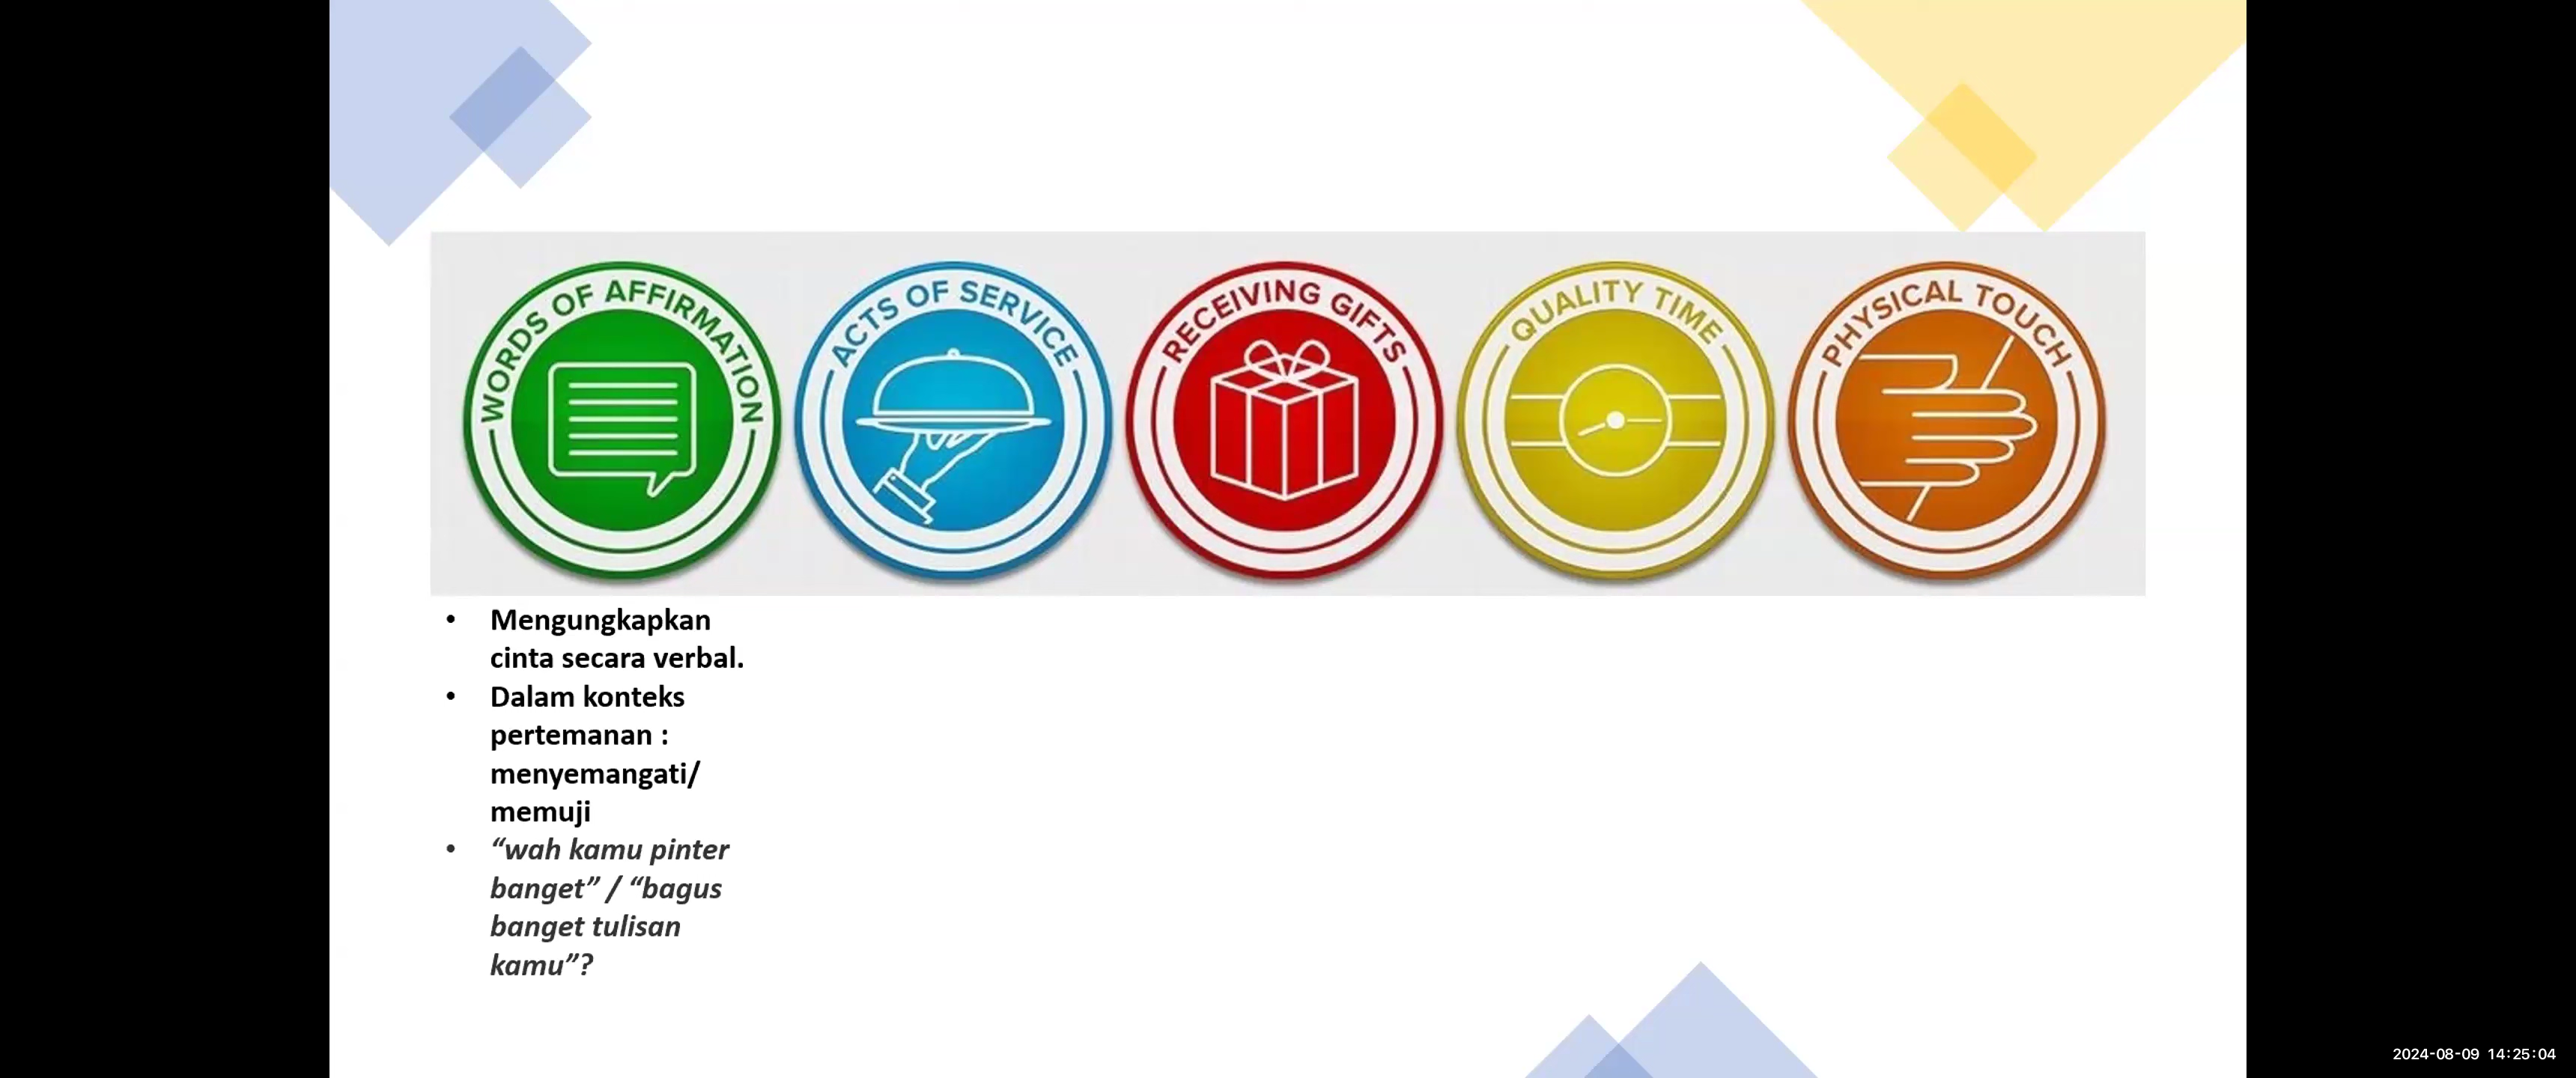 WORDS OF AFFIRMATION
ACTS OF SERVICE
RECEIVING GIFTS
QUALITY TIME
PHYSICAL TOUCH
• Mengungkapkan
cinta secara verbal.
• Dalam konteks
pertemanan :
menyemangati/
memuji
• “wah kamu pinter
banget” / “bagus
banget tulisan
kamu”?
2024-08-09 14:25:04